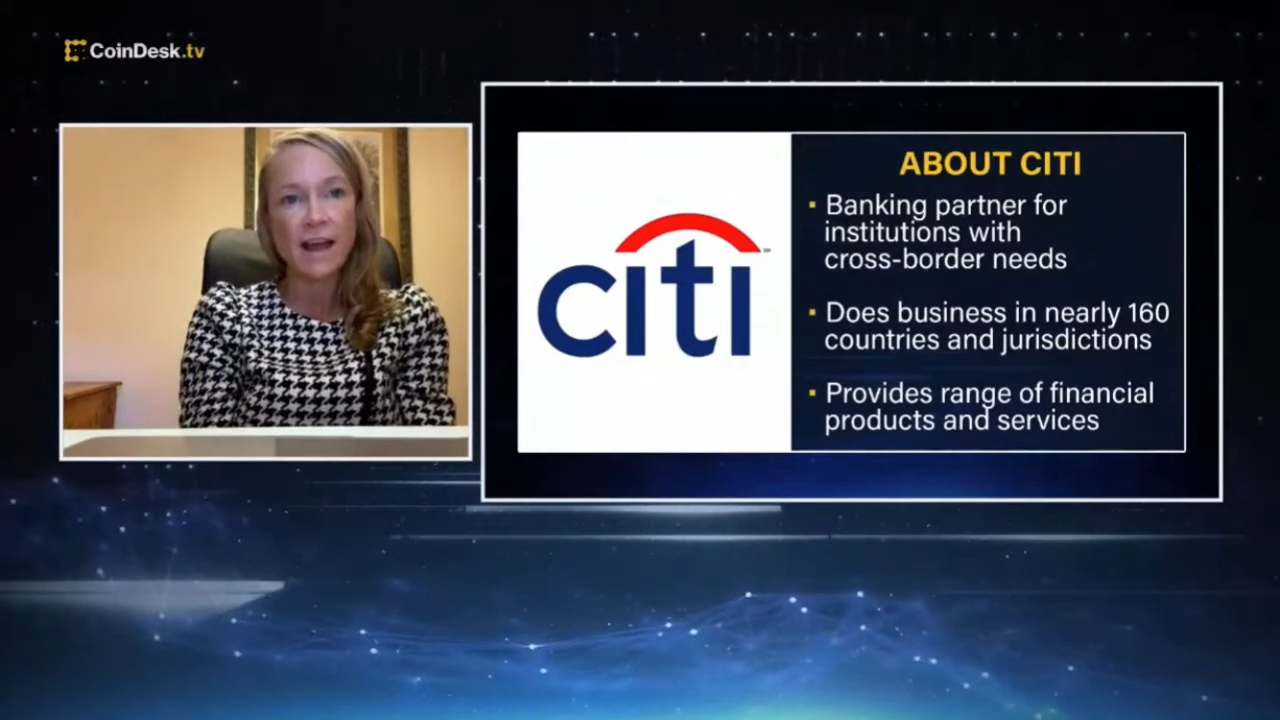 CoinDesk.tv
citi
ABOUT CITI
▪ Banking partner for
institutions with
cross-border needs
▪ Does business in nearly 160
countries and jurisdictions
▪ Provides range of financial
products and services